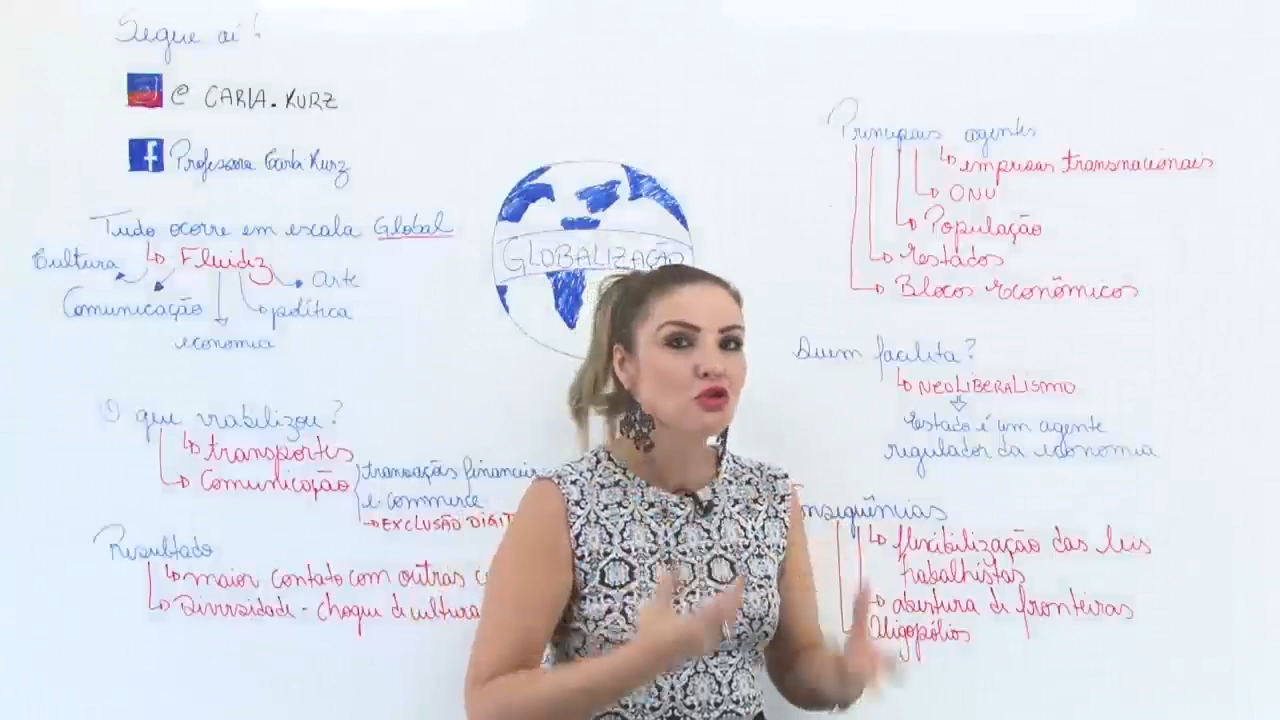 Segue aí!
@ CARLA.KURZ
f Professora Carla Kurz
Tudo ocorre em escala Global
Fluidez
Cultura
Comunicação
economia
política
Arte
O que viabilizou?
transportes
Comunicação
transações financeir
e commerce
EXCLUSÃO DIGIT
Resultado
maior contato com outras c
Diversidade - choque de cultura
GLOBALIZAÇÃO
Principais agentes
empresas transnacionais
ONU
População
Estados
Blocos Econômicos
Quem facilita?
NEOLIBERALISMO
Estado é um agente
regulador da economia
nsequências
flexibilização das leis
trabalhistas
abertura de fronteiras
Oligopólios